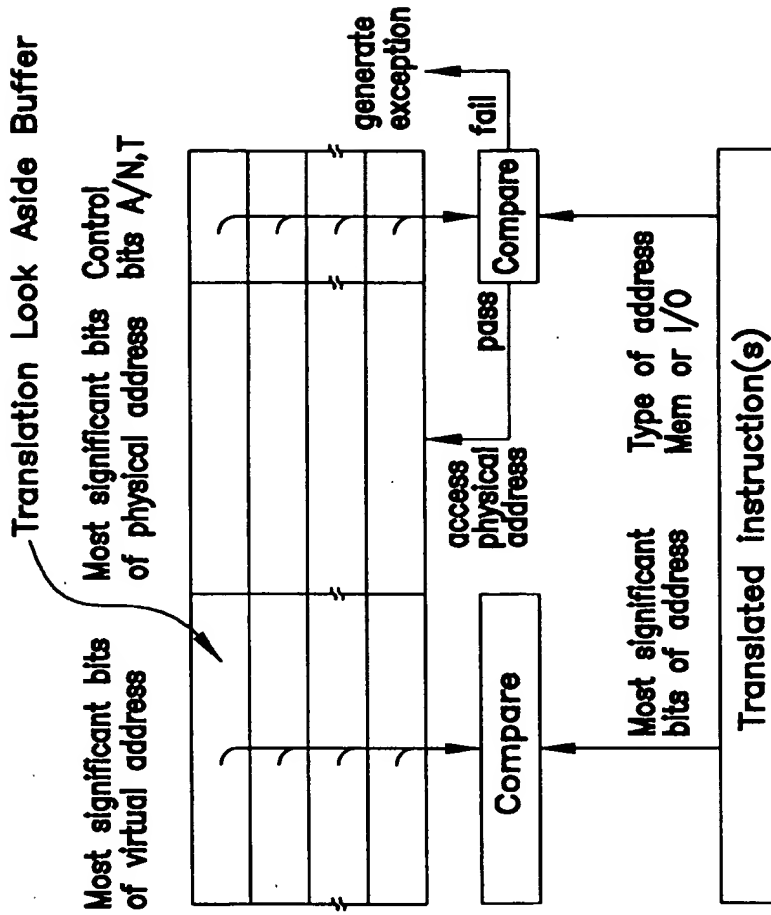 Translation Look Aside Buffer
Most significant bits
of virtual address
Most significant bits
of physical address
Control
bits A/N,T
generate
exception
fail
Compare
pass
access
physical
address
Compare
Most significant
bits of address
Type of address
Mem or I/O
Translated instruction(s)